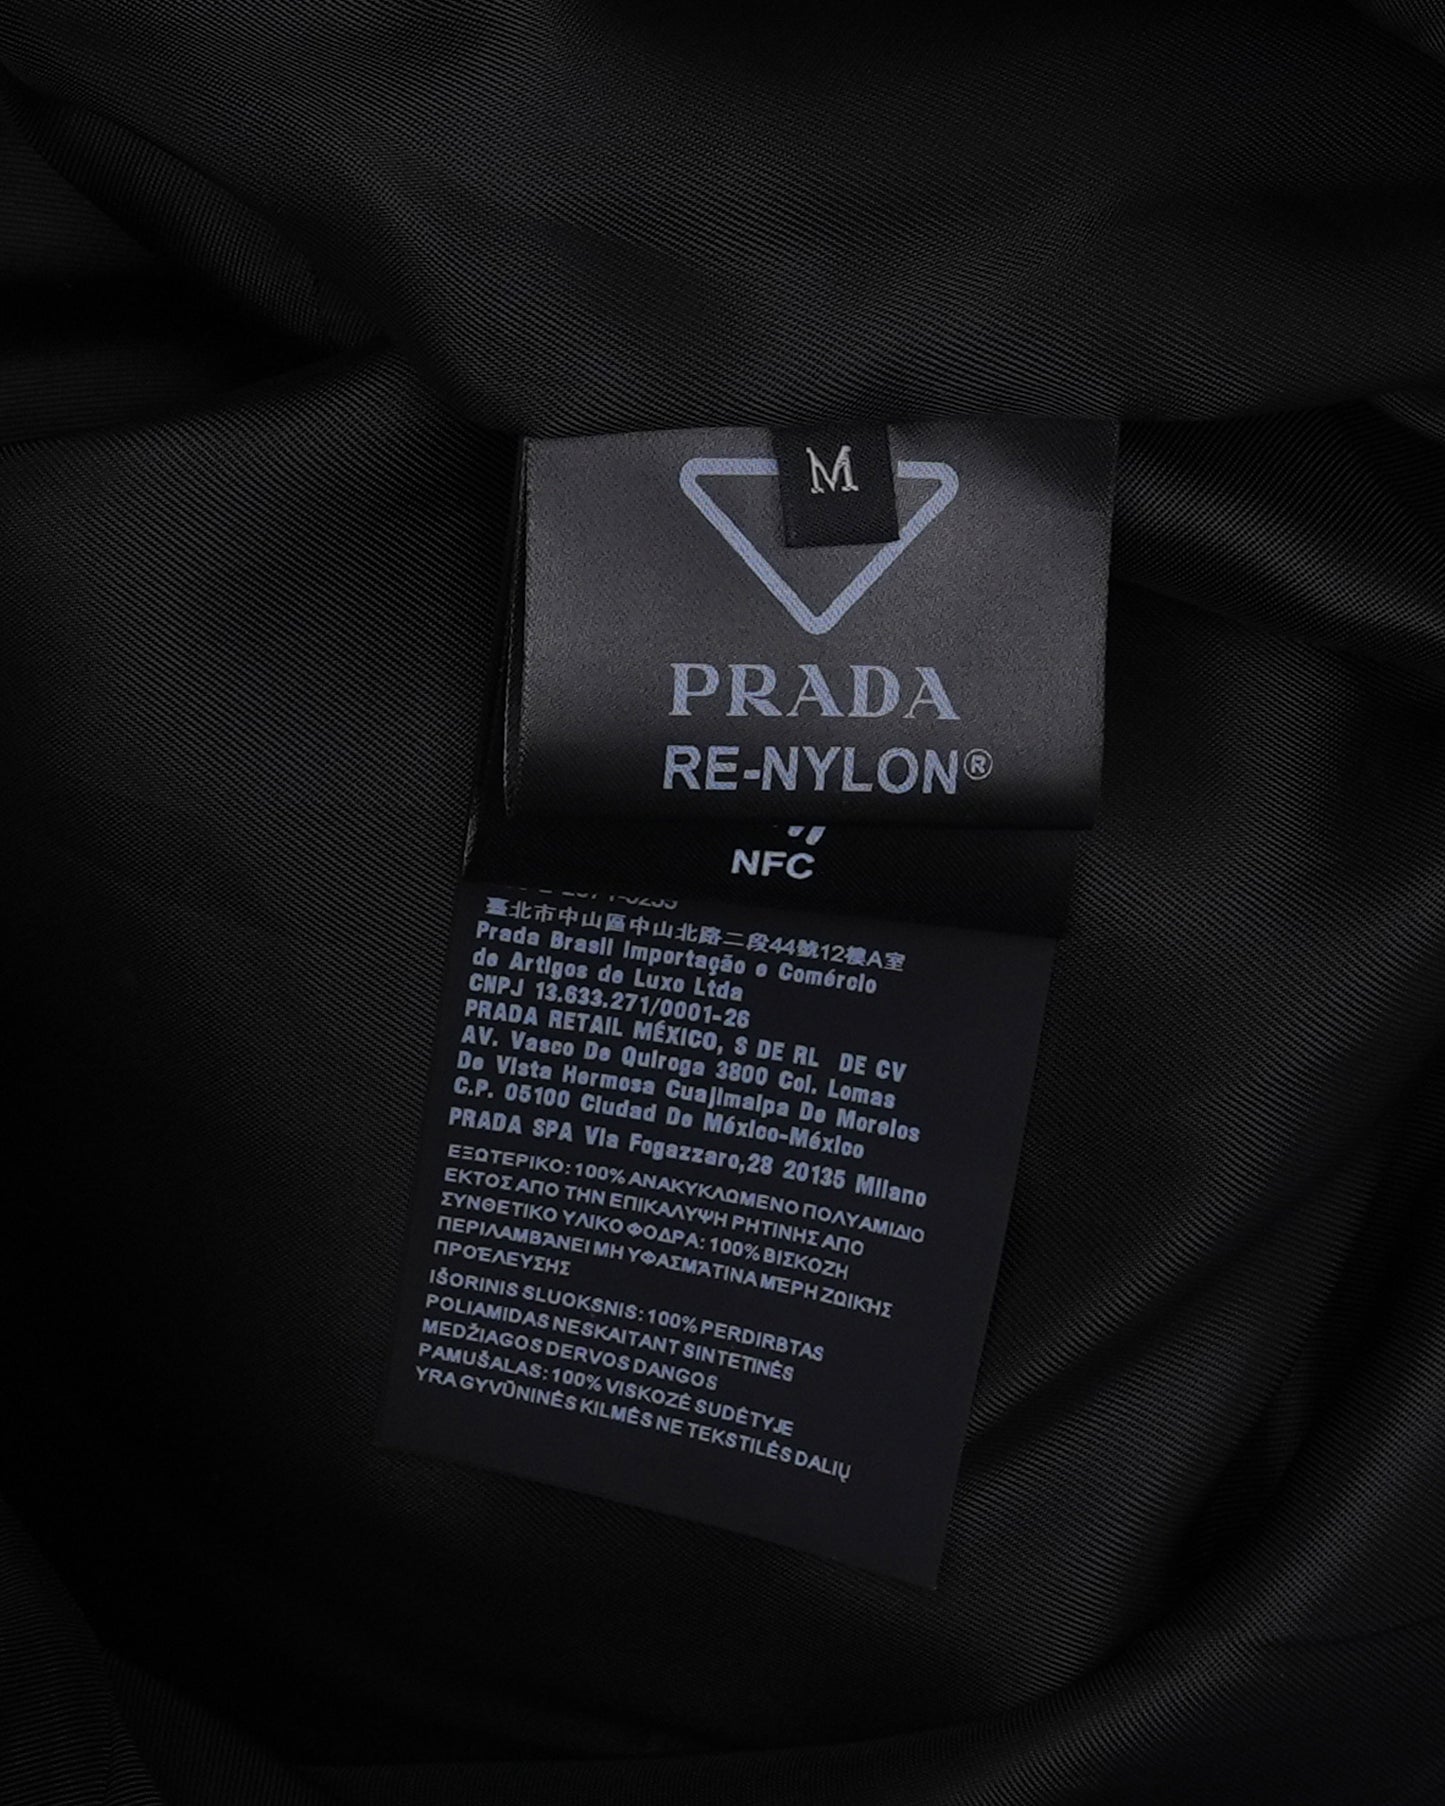 M
PRADA
RE-NYLON®
NFC
臺北市中山區中山北路二段44號12樓A室
Prada Brasil Importação e Comércio
de Artigos de Luxo Ltda
CNPJ 13.633.271/0001-26
PRADA RETAIL MÉXICO, S DE RL DE CV
AV. Vasco De Quiroga 3800 Col. Lomas
De Vista Hermosa Cuajimalpa De Morelos
C.P. 05100 Ciudad De México-México
PRADA SPA Via Fogazzaro,28 20135 Milano
ΕΞΩΤΕΡΙΚΟ: 100% ΑΝΑΚΥΚΛΩΜΕΝΟ ΠΟΛΥΑΜΙΔΙΟ
ΕΚΤΟΣ ΑΠΟ ΤΗΝ ΕΠΙΚΑΛΥΨΗ ΡΗΤΙΝΗΣ ΑΠΟ
ΣΥΝΘΕΤΙΚΟ ΥΛΙΚΟ ΦΟΔΡΑ: 100% ΒΙΣΚΟΖΗ
ΠΕΡΙΛΑΜΒΆΝΕΙ ΜΗ ΥΦΑΣΜΆΤΙΝΑ ΜΈΡΗ ΖΩΙΚΉΣ
ΠΡΟΈΛΕΥΣΗΣ
IŠORINIS SLUOKSNIS: 100% PERDIRBTAS
POLIAMIDAS NESKAITANT SINTETINĖS
MEDŽIAGOS DERVOS DANGOS
PAMUŠALAS: 100% VISKOZĖ SUDĖTYJE
YRA GYVŪNINĖS KILMĖS NE TEKSTILĖS DALIŲ